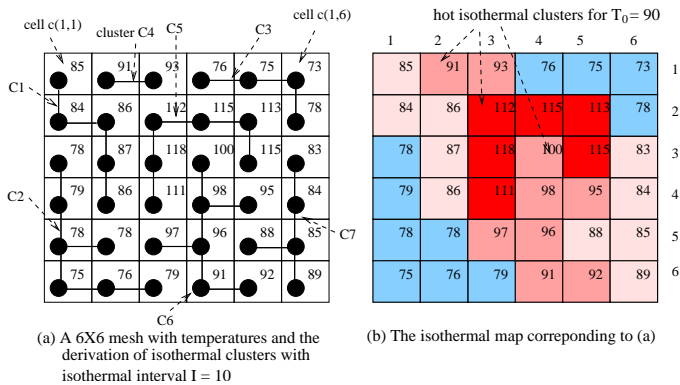 cell c(1,1)
cluster C4
C5
C3
cell c(1,6)
C1
85 91 93 76 75 73
84 86 112 115 113 78
78 87 118 100 115 83
79 86 111 98 95 84
78 78 97 96 88 85
75 76 79 91 92 89
C2
C7
C6
(a) A 6X6 mesh with temperatures and the
derivation of isothermal clusters with
isothermal interval I = 10
hot isothermal clusters for T0 = 90
1 2 3 4 5 6
85 91 93 76 75 73 1
84 86 112 115 113 78 2
78 87 118 100 115 83 3
79 86 111 98 95 84 4
78 78 97 96 88 85 5
75 76 79 91 92 89 6
(b) The isothermal map correponding to (a)